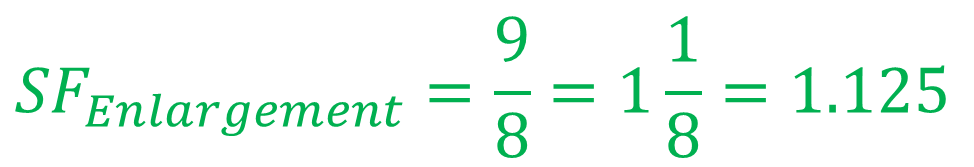 SF_Enlargement = 9/8 = 1 1/8 = 1.125